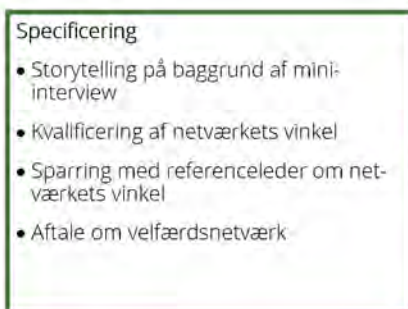 Specificering
• Storytelling på baggrund af mini-
interview
• Kvalificering af netværkets vinkel
• Sparring med referenceleder om net-
værkets vinkel
• Aftale om velfærdsnetværk